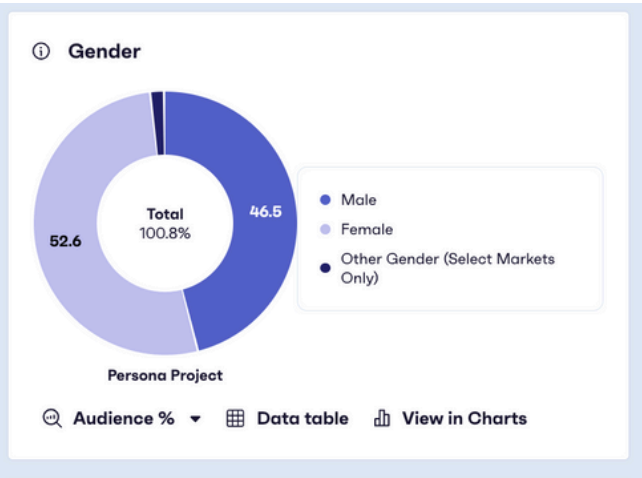 Gender
46.5
Total
100.8%
52.6
Male
Female
Other Gender (Select Markets
Only)
Persona Project
Audience %
Data table
View in Charts